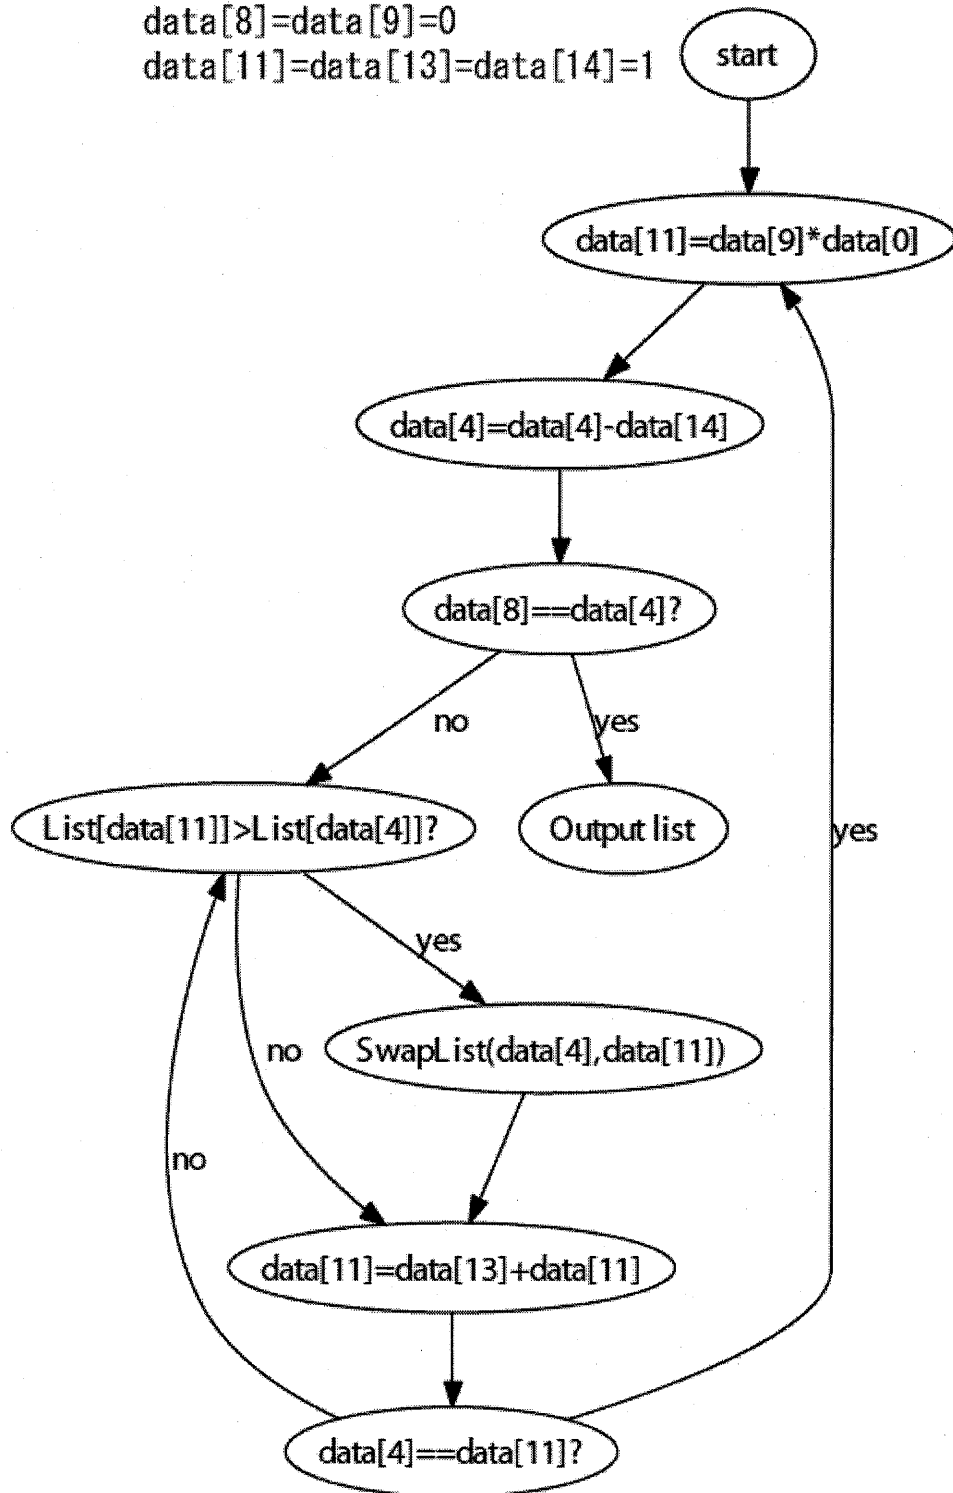 data[8]=data[9]=0
data[11]=data[13]=data[14]=1
start
data[11]=data[9]*data[0]
data[4]=data[4]-data[14]
data[8]==data[4]?
no
yes
List[data[11]]>List[data[4]]?
Output list
yes
yes
no
SwapList(data[4],data[11])
no
data[11]=data[13]+data[11]
data[4]==data[11]?